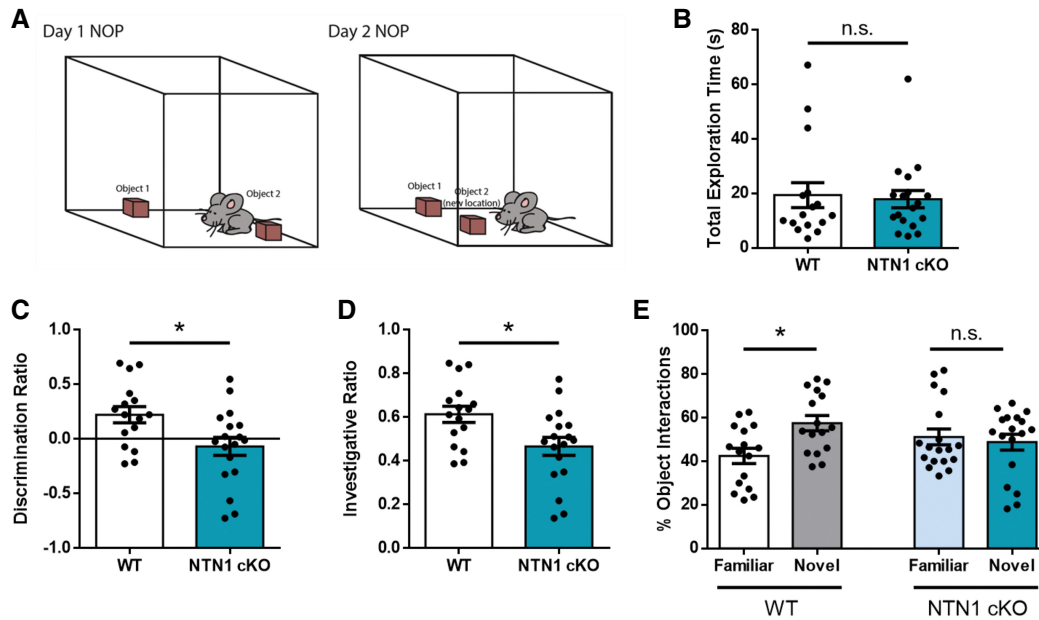 A
Day 1 NOP
Day 2 NOP
Object 1
Object 2
Object 1
Object 2
(new location)
B
Total Exploration Time (s)
80
60
40
20
0
n.s.
WT
NTN1 cKO
C
Discrimination Ratio
1.0
0.5
0.0
-0.5
-1.0
*
WT
NTN1 cKO
D
Investigative Ratio
1.0
0.8
0.6
0.4
0.2
0.0
*
WT
NTN1 cKO
E
% Object Interactions
100
80
60
40
20
0
*
n.s.
Familiar
Novel
Familiar
Novel
WT
NTN1 cKO